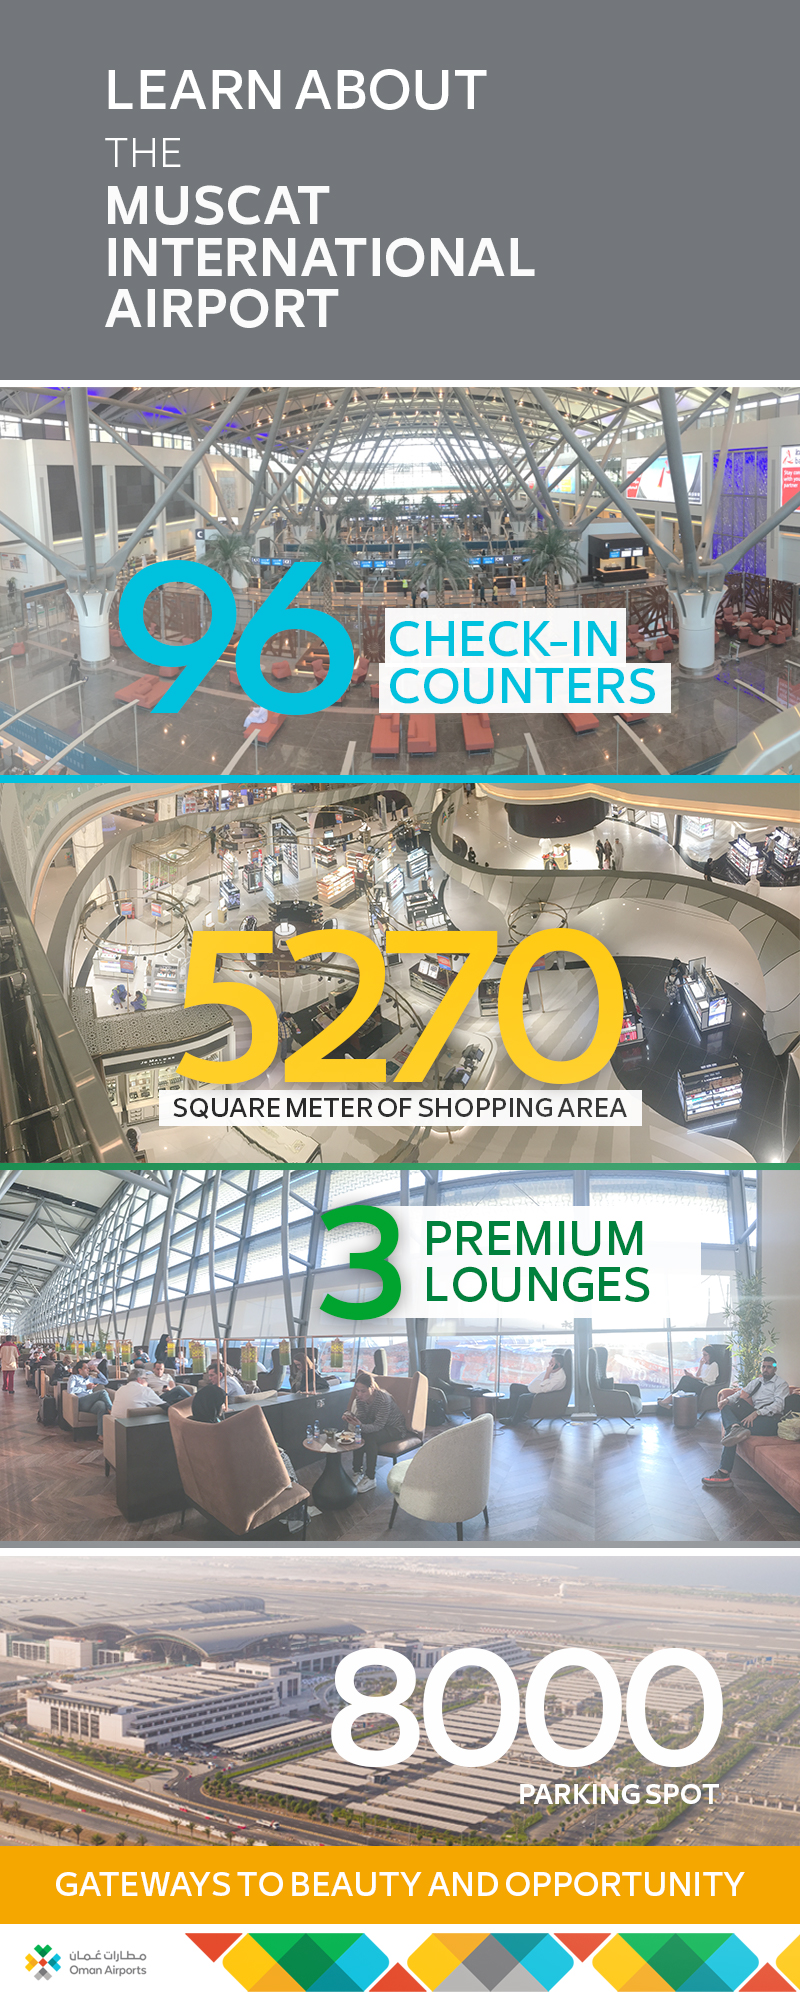 LEARN ABOUT
THE
MUSCAT
INTERNATIONAL
AIRPORT
96
CHECK-IN
COUNTERS
5270
SQUARE METER OF SHOPPING AREA
3
PREMIUM
LOUNGES
8000
PARKING SPOT
GATEWAYS TO BEAUTY AND OPPORTUNITY
مطارات عُمان
Oman Airports